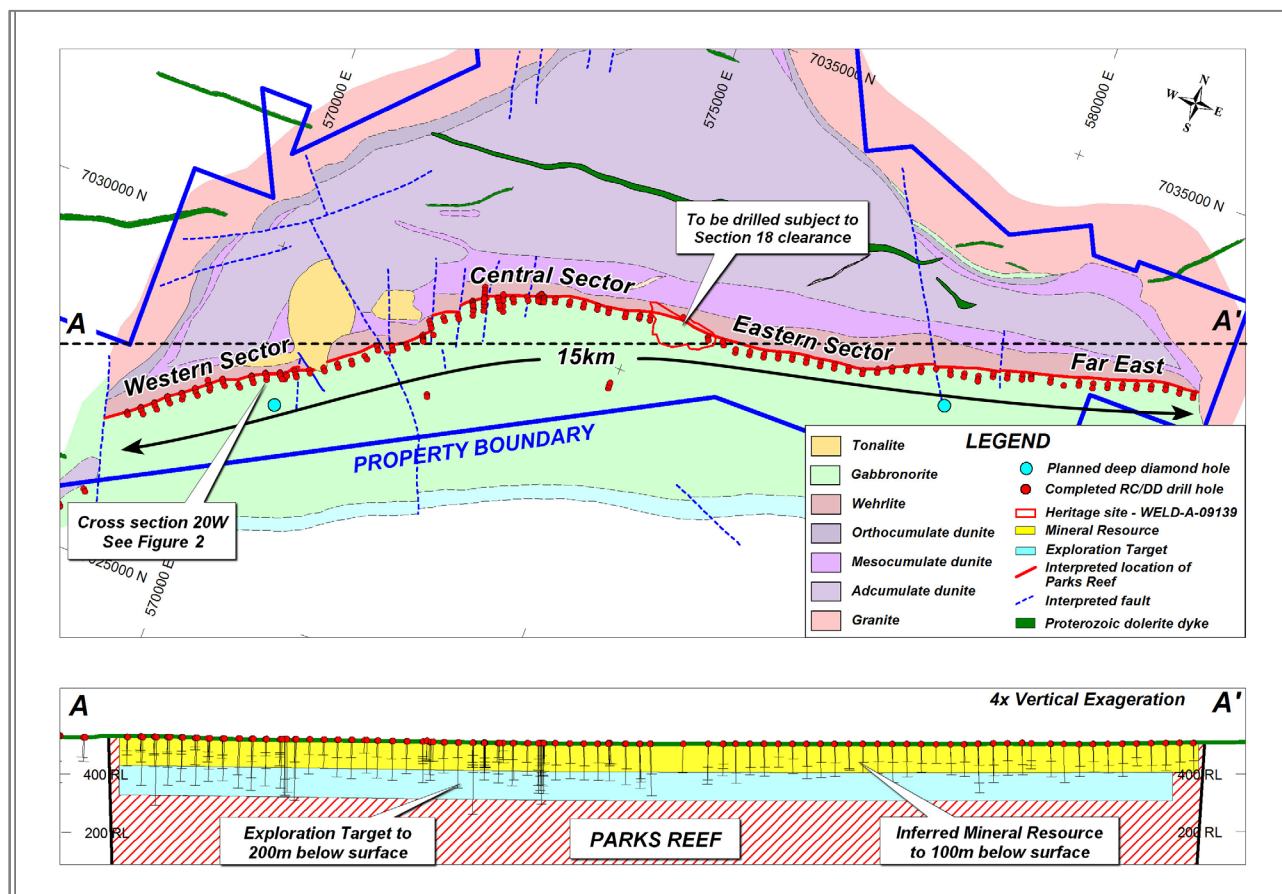 570000 E
575000 E
7035000 N
580000 E
N
W
E
S
7030000 N
7035000 N
To be drilled subject to
Section 18 clearance
Central Sector
A
A'
Western Sector
15km
Eastern Sector
Far East
PROPERTY BOUNDARY
Cross section 20W
See Figure 2
25000 N
570000 E
LEGEND
Tonalite
Gabbronorite
Wehrlite
Orthocumulate dunite
Mesocumulate dunite
Adcumulate dunite
Granite
Planned deep diamond hole
Completed RC/DD drill hole
Heritage site - WELD-A-09139
Mineral Resource
Exploration Target
Interpreted location of
Parks Reef
Interpreted fault
Proterozoic dolerite dyke
A
4x Vertical Exageration
A'
400 RL
400 RL
200 RL
200 RL
Exploration Target to
200m below surface
PARKS REEF
Inferred Mineral Resource
to 100m below surface